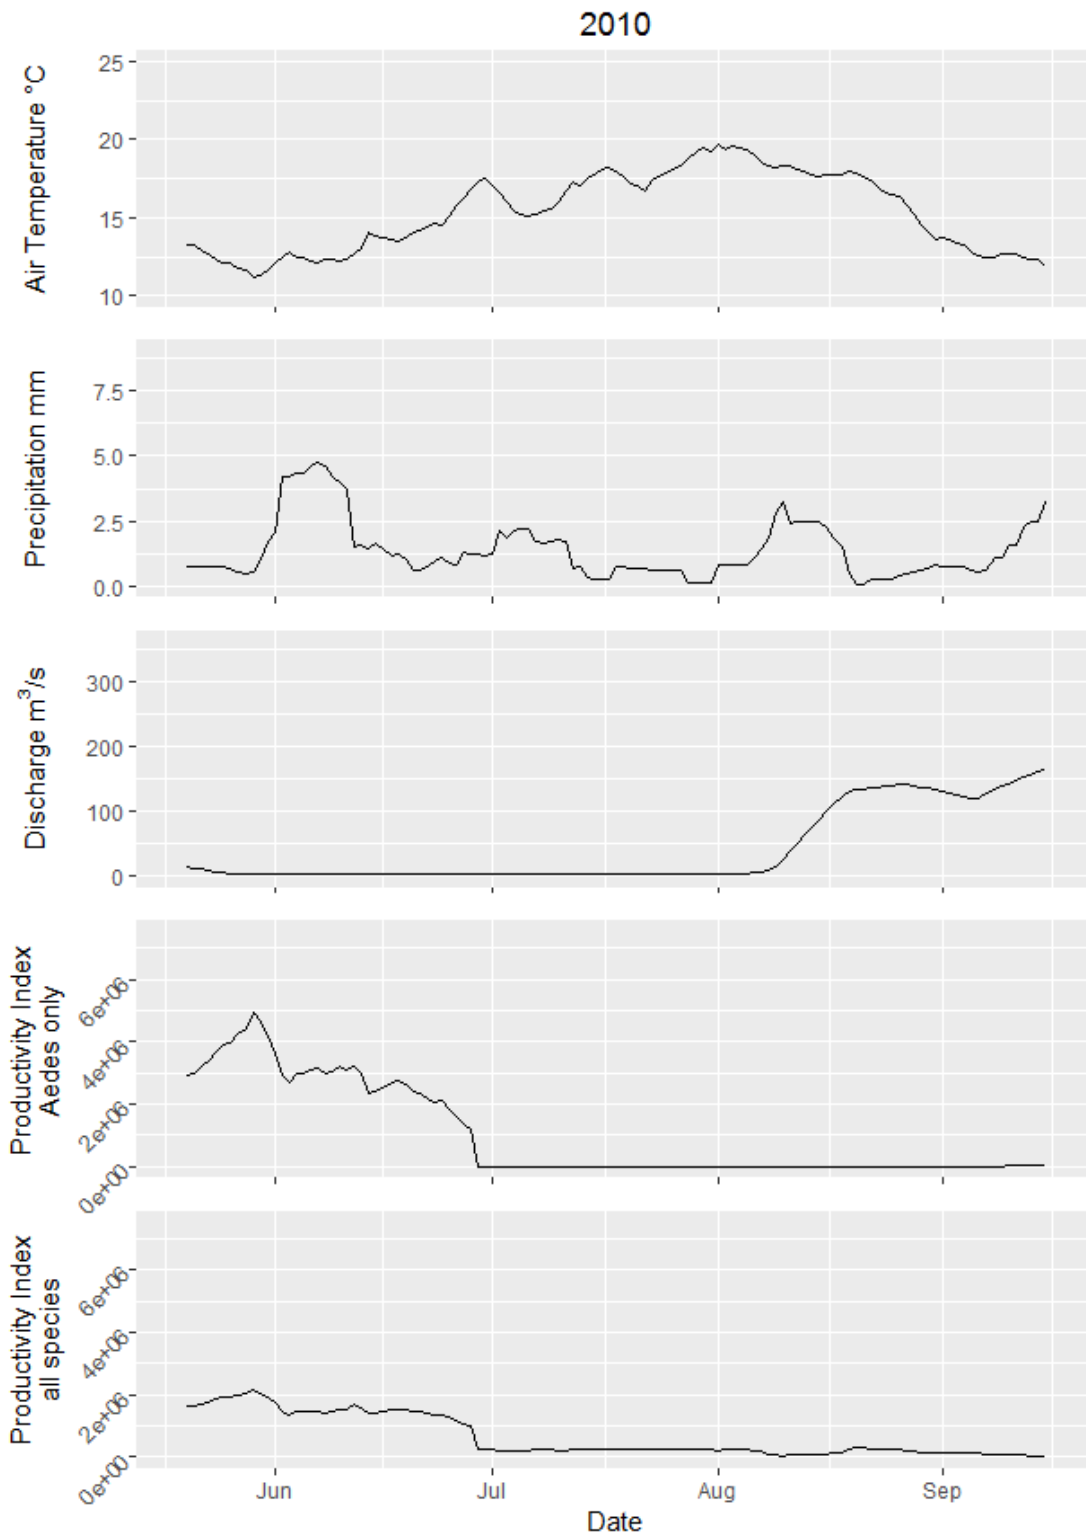 2010
Air Temperature °C
25
20
15
10
Precipitation mm
7.5
5.0
2.5
0.0
Discharge m³/s
300
200
100
0
Productivity Index
Aedes only
6e+06
4e+06
2e+06
0e+00
Productivity Index
all species
6e+06
4e+06
2e+06
0e+00
Jun Jul Aug Sep
Date